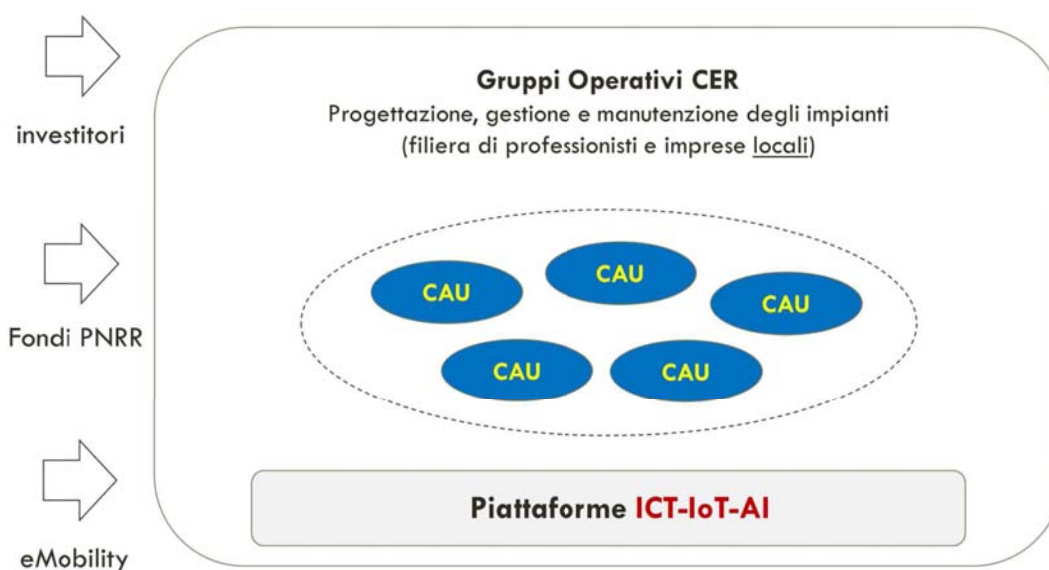 investitori
Fondi PNRR
eMobility
Gruppi Operativi CER
Progettazione, gestione e manutenzione degli impianti
(filiera di professionisti e imprese locali)
CAU
CAU
CAU
CAU
CAU
Piattaforme ICT-IoT-AI